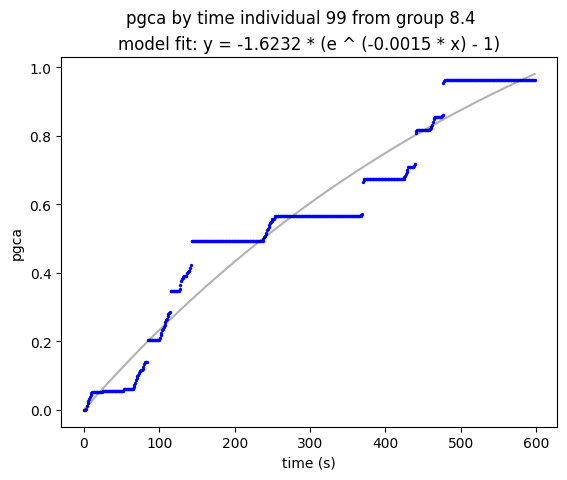 pgca by time individual 99 from group 8.4
model fit: y = -1.6232 * (e ^ (-0.0015 * x) - 1)
1.0
0.8
0.6
0.4
0.2
0.0
pgca
0 100 200 300 400 500 600
time (s)